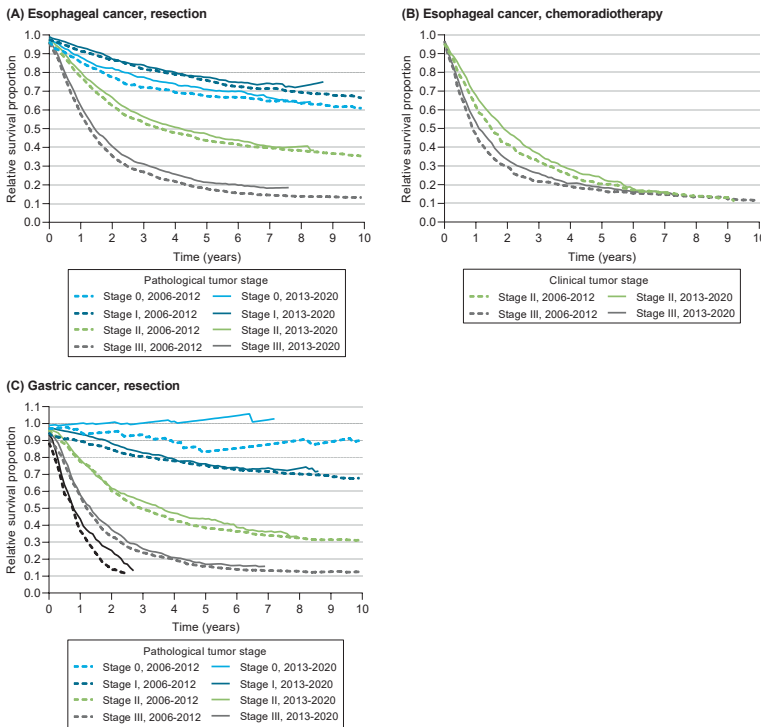 (A) Esophageal cancer, resection
Relative survival proportion
1.0
0.9
0.8
0.7
0.6
0.5
0.4
0.3
0.2
0.1
0.0
0 1 2 3 4 5 6 7 8 9 10
Time (years)
Pathological tumor stage
Stage 0, 2006-2012 Stage 0, 2013-2020
Stage I, 2006-2012 Stage I, 2013-2020
Stage II, 2006-2012 Stage II, 2013-2020
Stage III, 2006-2012 Stage III, 2013-2020
(B) Esophageal cancer, chemoradiotherapy
Relative survival proportion
1.0
0.9
0.8
0.7
0.6
0.5
0.4
0.3
0.2
0.1
0.0
0 1 2 3 4 5 6 7 8 9 10
Time (years)
Clinical tumor stage
Stage II, 2006-2012 Stage II, 2013-2020
Stage III, 2006-2012 Stage III, 2013-2020
(C) Gastric cancer, resection
Relative survival proportion
1.1
1.0
0.9
0.8
0.7
0.6
0.5
0.4
0.3
0.2
0.1
0.0
0 1 2 3 4 5 6 7 8 9 10
Time (years)
Pathological tumor stage
Stage 0, 2006-2012 Stage 0, 2013-2020
Stage I, 2006-2012 Stage I, 2013-2020
Stage II, 2006-2012 Stage II, 2013-2020
Stage III, 2006-2012 Stage III, 2013-2020